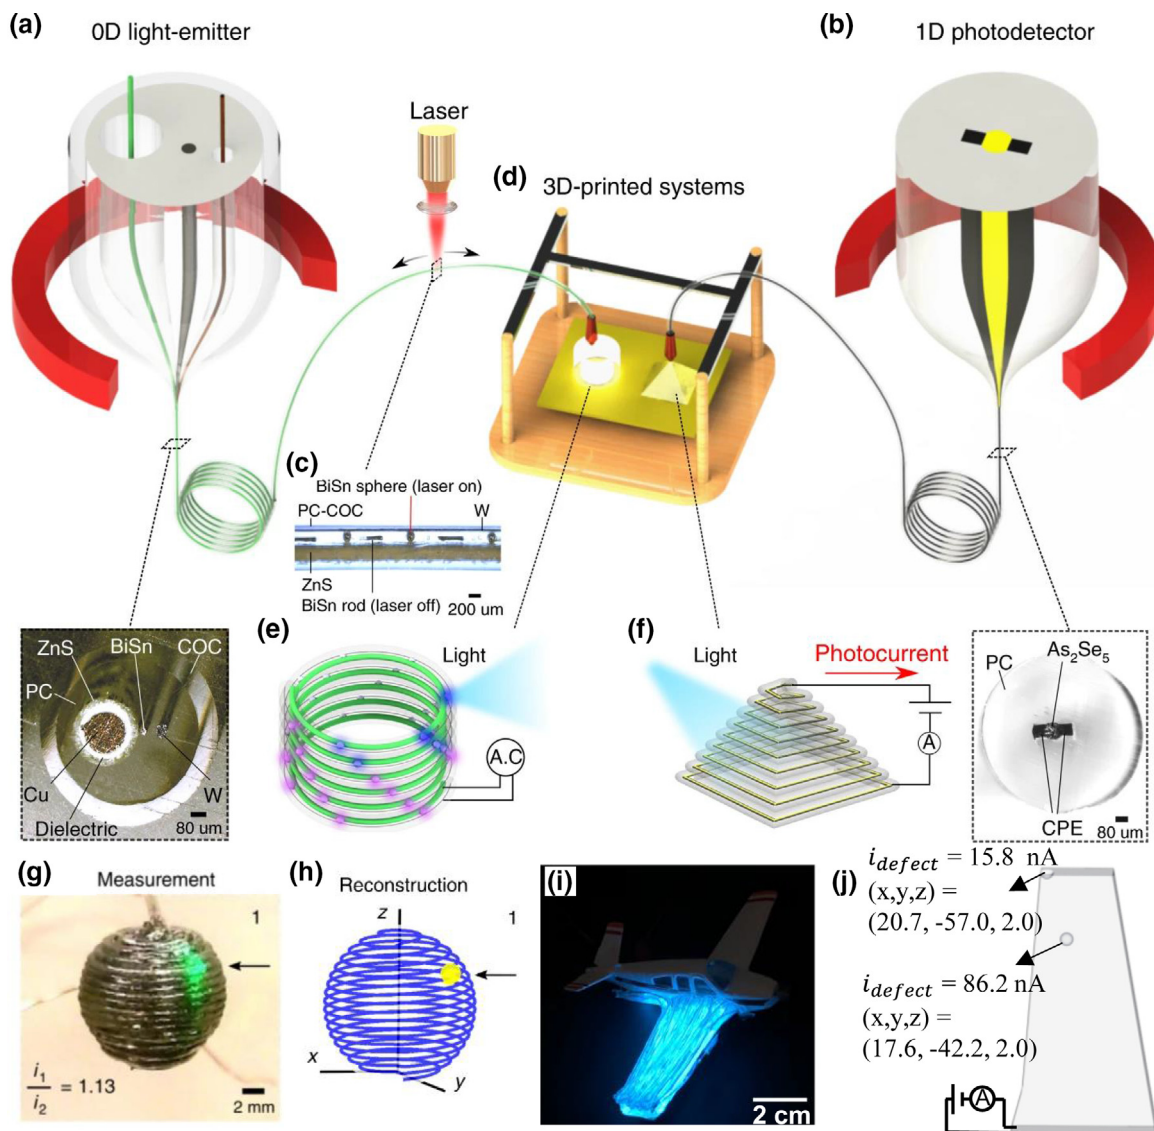 (a)
0D light-emitter
(b)
1D photodetector
Laser
(d)
3D-printed systems
(c)
BiSn sphere (laser on)
PC-COC
W
ZnS
BiSn rod (laser off)
200 um
ZnS
BiSn
COC
PC
Cu
Dielectric
W
80 um
(e)
Light
A.C
(f)
Light
Photocurrent
A
As₂Se₅
PC
CPE
80 um
(g)
Measurement
1
i₁
i₂
= 1.13
2 mm
(h)
Reconstruction
z
1
x
y
(i)
2 cm
(j)
i_defect = 15.8 nA
(x,y,z) =
(20.7, -57.0, 2.0)
i_defect = 86.2 nA
(x,y,z) =
(17.6, -42.2, 2.0)
A